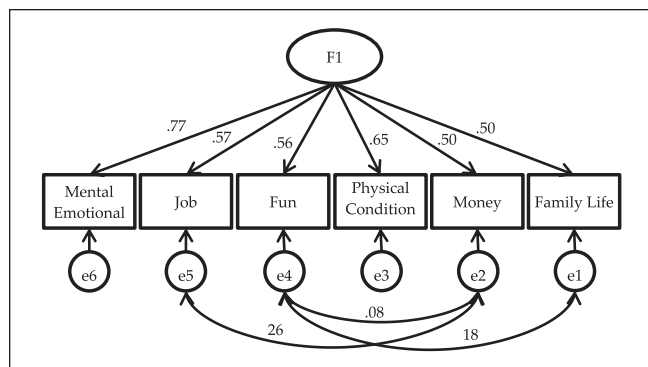 F1
.77
.57
.56
.65
.50
.50
Mental
Emotional
Job
Fun
Physical
Condition
Money
Family Life
e6
e5
e4
e3
e2
e1
.08
26
18